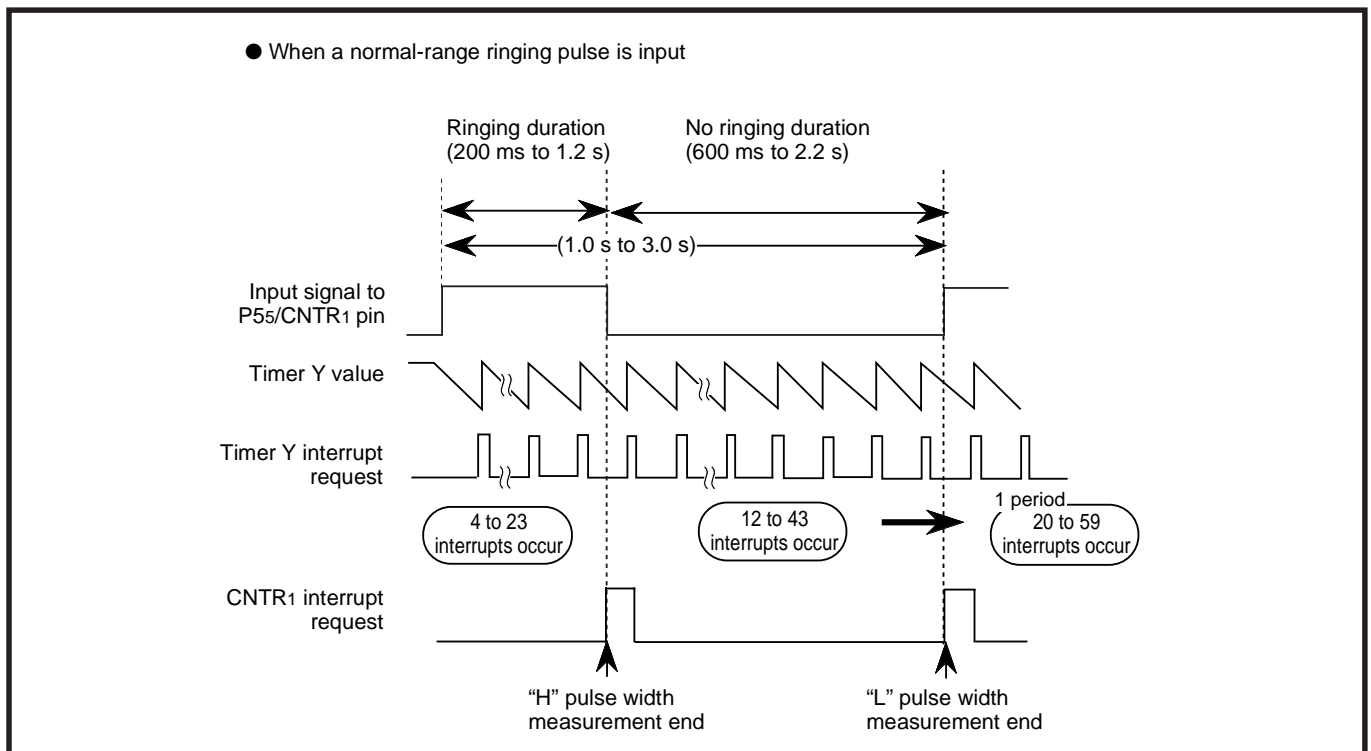 ● When a normal-range ringing pulse is input
Ringing duration
(200 ms to 1.2 s)
No ringing duration
(600 ms to 2.2 s)
(1.0 s to 3.0 s)
Input signal to
P55/CNTR1 pin
Timer Y value
Timer Y interrupt
request
1 period
4 to 23
interrupts occur
12 to 43
interrupts occur
20 to 59
interrupts occur
CNTR1 interrupt
request
“H” pulse width
measurement end
“L” pulse width
measurement end